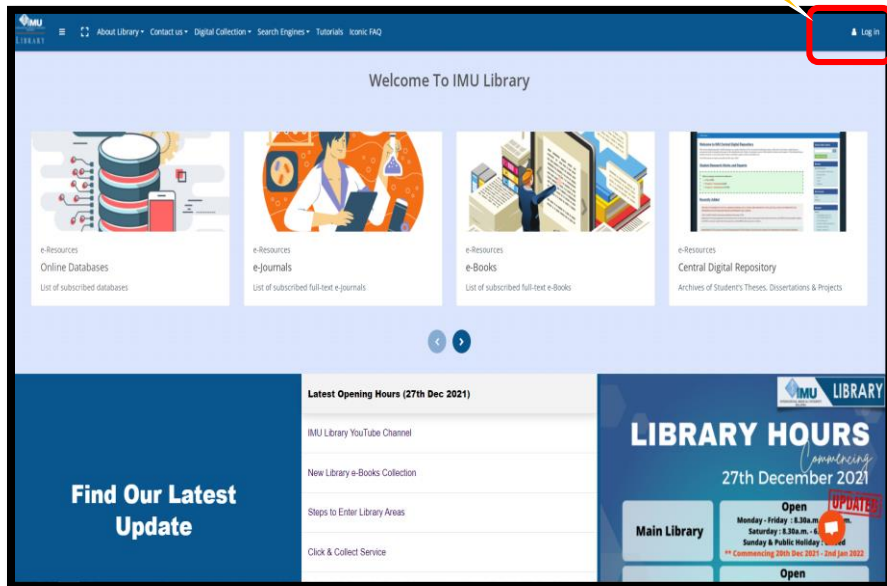 IMU
LIBRARY
About Library
Contact us
Digital Collection
Search Engines
Tutorials
Iconic FAQ
Log in
Welcome To IMU Library
e-Resources
Online Databases
List of subscribed databases
e-Resources
e-Journals
List of subscribed full-text e-Journals
e-Resources
e-Books
List of subscribed full-text e-Books
e-Resources
Central Digital Repository
Archives of Student's Theses, Dissertations & Projects
Find Our Latest
Update
Latest Opening Hours (27th Dec 2021)
IMU Library YouTube Channel
New Library e-Books Collection
Steps to Enter Library Areas
Click & Collect Service
IMU LIBRARY
LIBRARY HOURS
Commencing
27th December 2021
UPDATED
Main Library
Open
Monday - Friday : 8.30a.m.
Saturday : 8.30a.m. - 6
Sunday & Public Holiday :
** Commencing 20th Dec 2021 - 2nd Jan 2022
Open